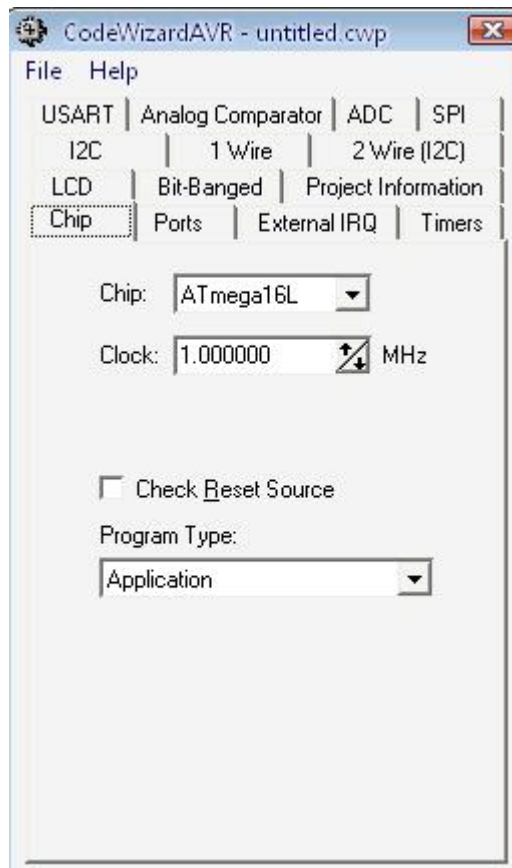 CodeWizardAVR - untitled.cwp
File Help
USART Analog Comparator ADC SPI
I2C 1 Wire 2 Wire (I2C)
LCD Bit-Banged Project Information
Chip Ports External IRQ Timers
Chip: ATmega16L
Clock: 1.000000 MHz
Check Reset Source
Program Type:
Application